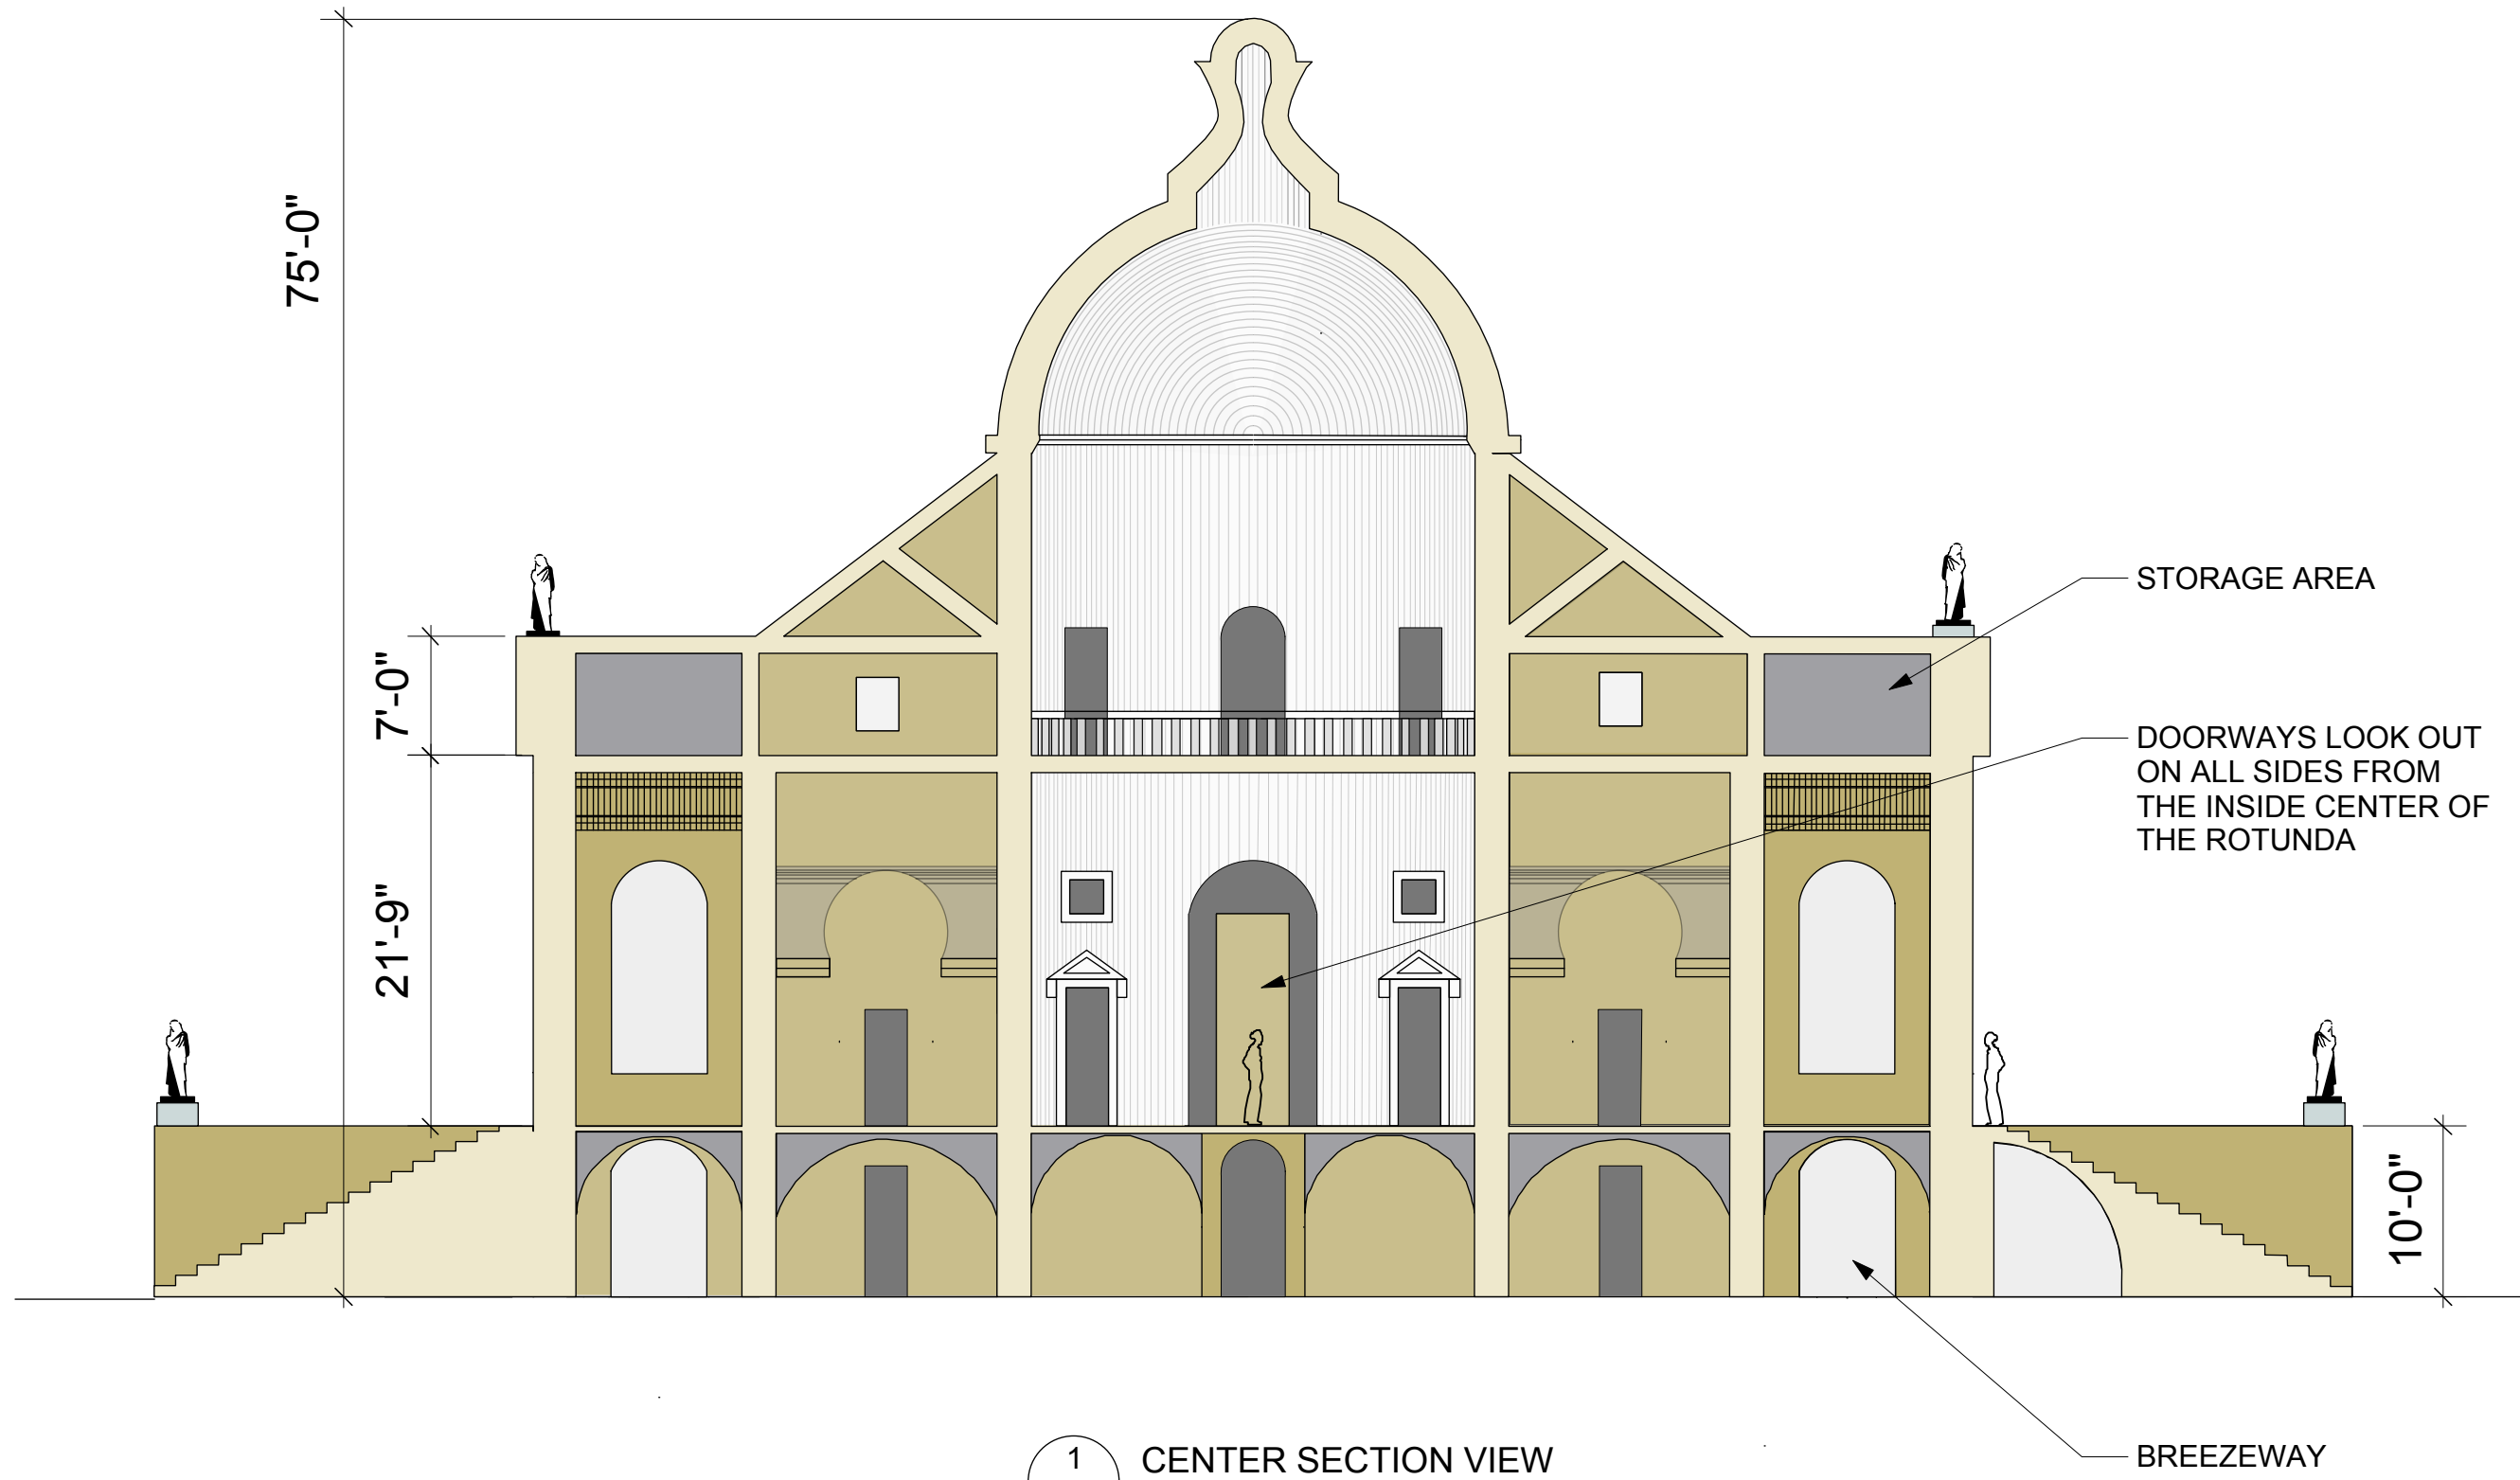 75'-0"
STORAGE AREA
7'-0"
DOORWAYS LOOK OUT
ON ALL SIDES FROM
THE INSIDE CENTER OF
THE ROTUNDA
21'-9"
10'-0"
1
CENTER SECTION VIEW
BREEZEWAY